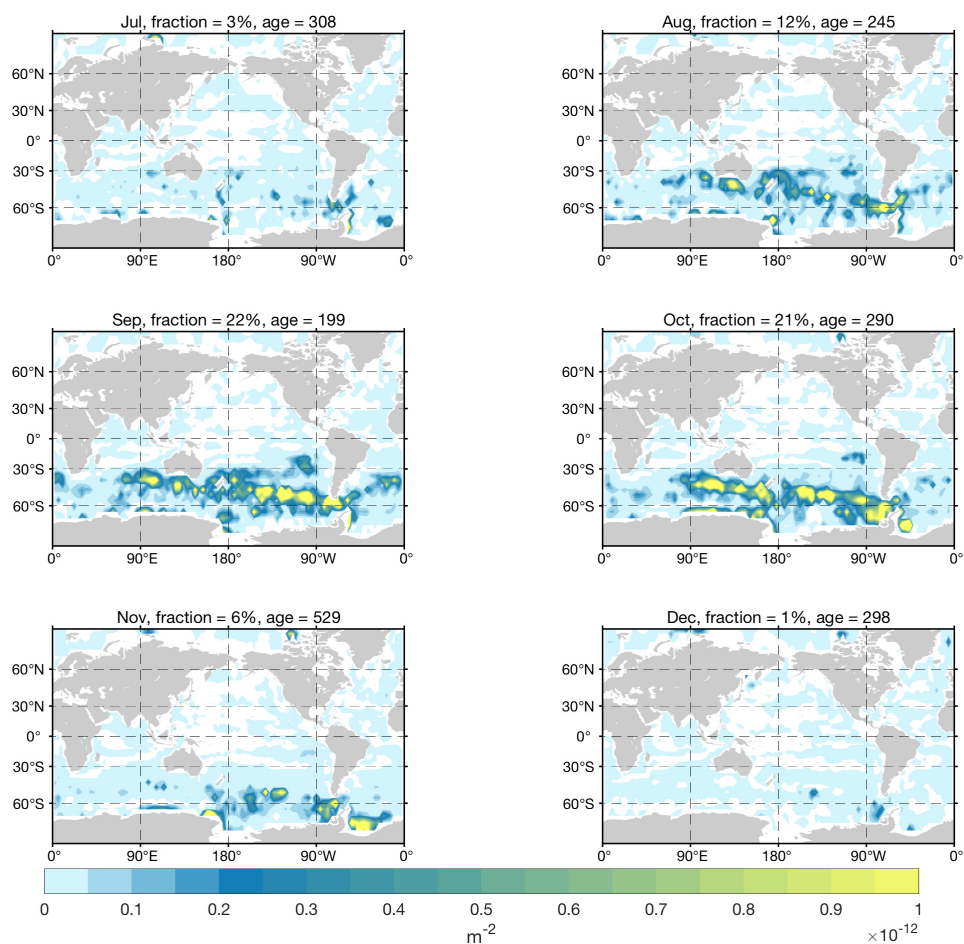 Jul, fraction = 3%, age = 308
Aug, fraction = 12%, age = 245
60°N
30°N
0°
30°S
60°S
0° 90°E 180° 90°W 0°
60°N
30°N
0°
30°S
60°S
0° 90°E 180° 90°W 0°
Sep, fraction = 22%, age = 199
Oct, fraction = 21%, age = 290
60°N
30°N
0°
30°S
60°S
0° 90°E 180° 90°W 0°
60°N
30°N
0°
30°S
60°S
0° 90°E 180° 90°W 0°
Nov, fraction = 6%, age = 529
Dec, fraction = 1%, age = 298
60°N
30°N
0°
30°S
60°S
0° 90°E 180° 90°W 0°
60°N
30°N
0°
30°S
60°S
0° 90°E 180° 90°W 0°
0 0.1 0.2 0.3 0.4 0.5 0.6 0.7 0.8 0.9 1
m⁻² ×10⁻¹²